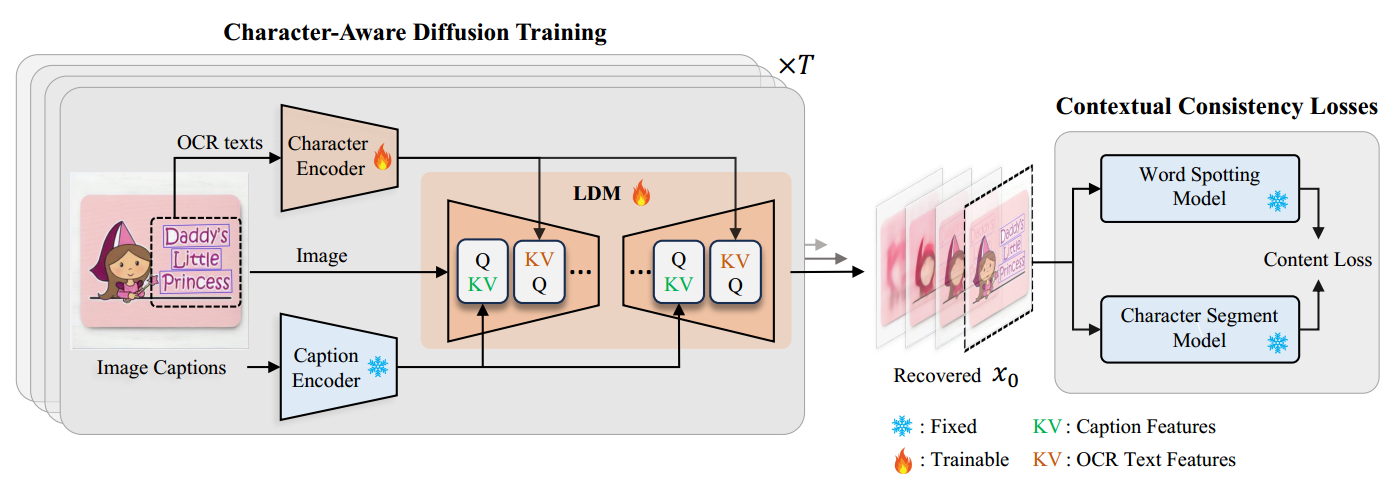 Character-Aware Diffusion Training
×T
OCR texts
Character
Encoder
LDM
Daddy's
Little
Princess
Image
Q
KV
KV
Q
...
...
Q
KV
KV
Q
Image Captions
Caption
Encoder
Recovered x₀
Daddy's
Little
Princess
Contextual Consistency Losses
Word Spotting
Model
Content Loss
Character Segment
Model
: Fixed
KV: Caption Features
: Trainable
KV: OCR Text Features